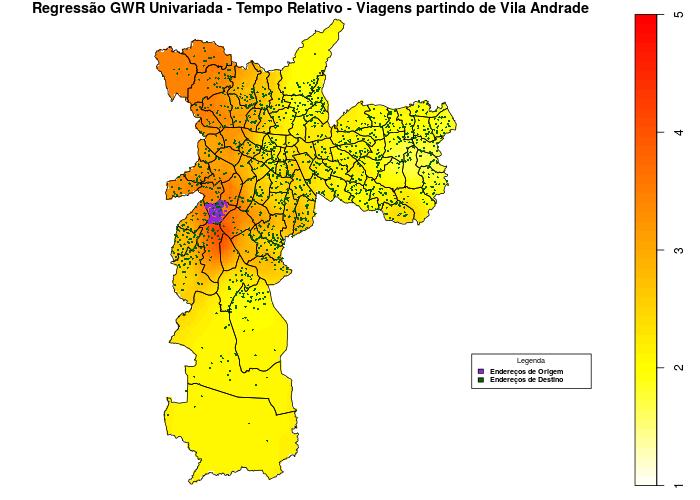 Regressão GWR Univariada - Tempo Relativo - Viagens partindo de Vila Andrade
5
4
3
2
1
Legenda
Endereços de Origem
Endereços de Destino